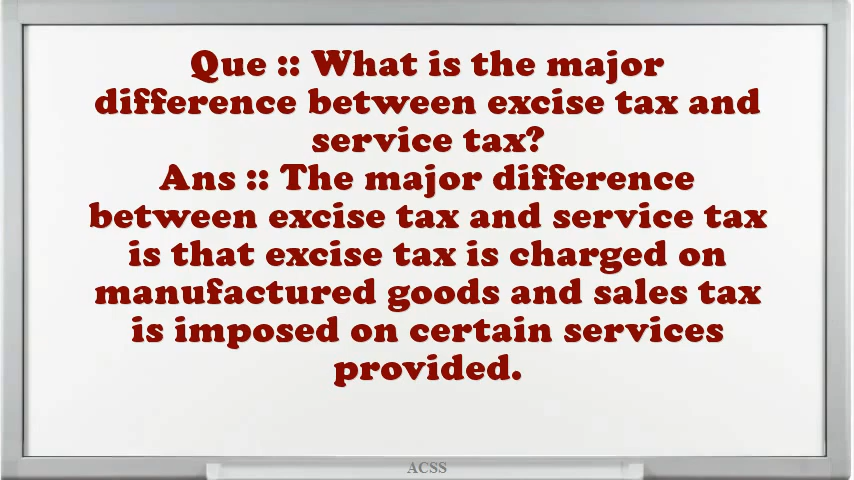 Que :: What is the major
difference between excise tax and
service tax?
Ans :: The major difference
between excise tax and service tax
is that excise tax is charged on
manufactured goods and sales tax
is imposed on certain services
provided.
ACSS